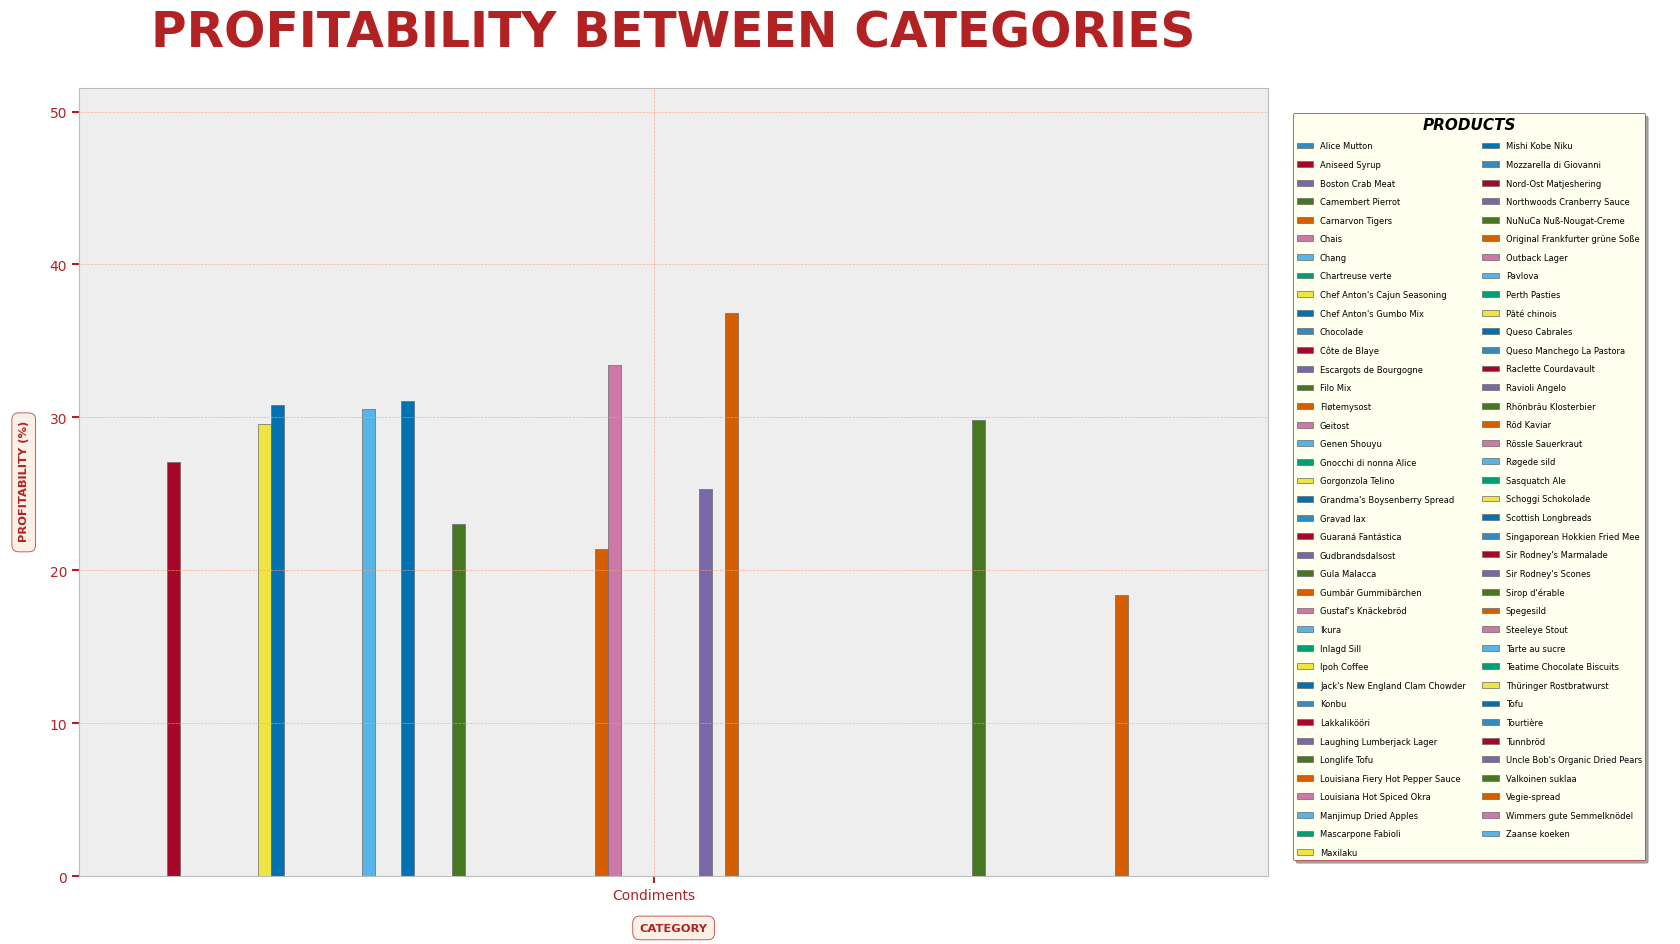 PROFITABILITY BETWEEN CATEGORIES
50
40
30
20
10
0
PROFITABILITY (%)
Condiments
CATEGORY
PRODUCTS
Alice Mutton
Aniseed Syrup
Boston Crab Meat
Camembert Pierrot
Carnarvon Tigers
Chais
Chang
Chartreuse verte
Chef Anton's Cajun Seasoning
Chef Anton's Gumbo Mix
Chocolade
Côte de Blaye
Escargots de Bourgogne
Filo Mix
Fløtemysost
Geitost
Genen Shouyu
Gnocchi di nonna Alice
Gorgonzola Telino
Grandma's Boysenberry Spread
Gravad lax
Guaraná Fantástica
Gudbrandsdalsost
Gula Malacca
Gumbär Gummibärchen
Gustaf's Knäckebröd
Ikura
Inlagd Sill
Ipoh Coffee
Jack's New England Clam Chowder
Konbu
Lakkalikööri
Laughing Lumberjack Lager
Longlife Tofu
Louisiana Fiery Hot Pepper Sauce
Louisiana Hot Spiced Okra
Manjimup Dried Apples
Mascarpone Fabioli
Maxilaku
Mishi Kobe Niku
Mozzarella di Giovanni
Nord-Ost Matjeshering
Northwoods Cranberry Sauce
NuNuCa Nuß-Nougat-Creme
Original Frankfurter grüne Soße
Outback Lager
Pavlova
Perth Pasties
Pâté chinois
Queso Cabrales
Queso Manchego La Pastora
Raclette Courdavault
Ravioli Angelo
Rhönbräu Klosterbier
Röd Kaviar
Rössle Sauerkraut
Røgede sild
Sasquatch Ale
Schoggi Schokolade
Scottish Longbreads
Singaporean Hokkien Fried Mee
Sir Rodney's Marmalade
Sir Rodney's Scones
Sirop d'érable
Spegesild
Steeleye Stout
Tarte au sucre
Teatime Chocolate Biscuits
Thüringer Rostbratwurst
Tofu
Tourtière
Tunnbröd
Uncle Bob's Organic Dried Pears
Valkoinen suklaa
Vegie-spread
Wimmers gute Semmelknödel
Zaanse koeken